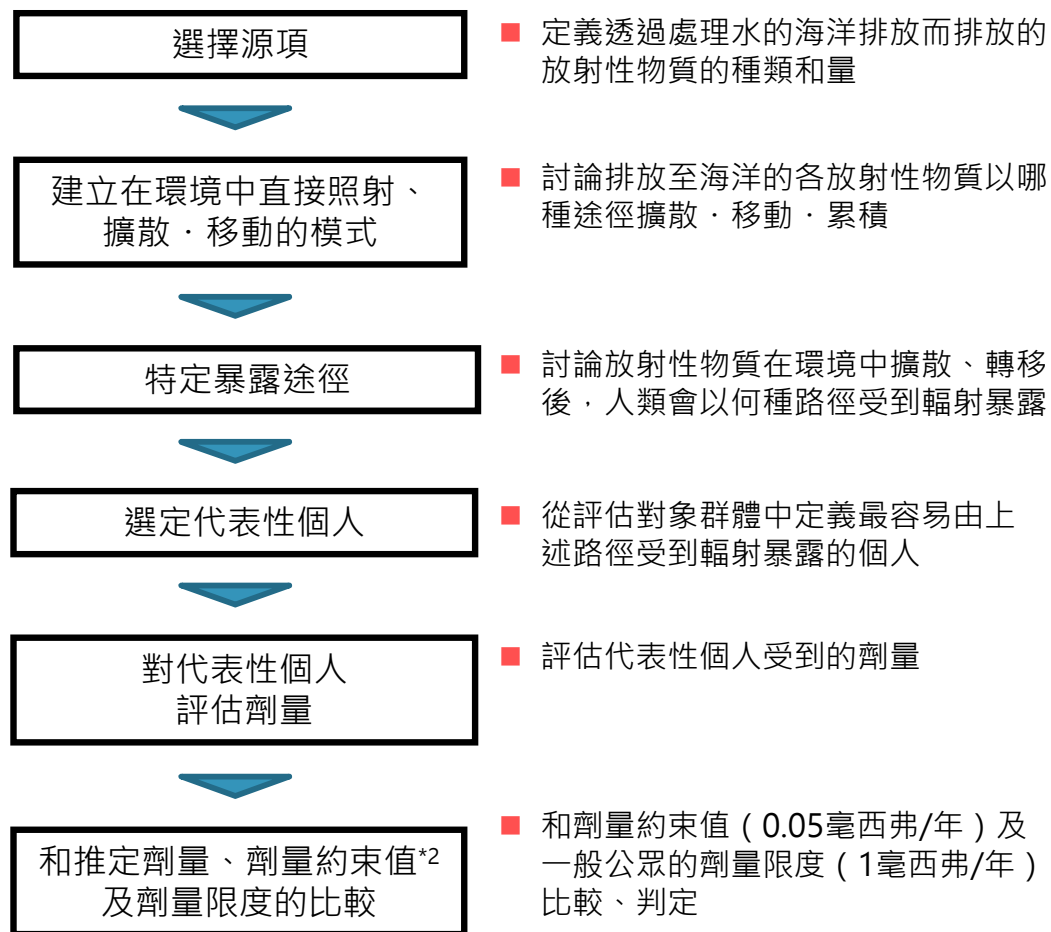 選擇源項
■ 定義透過處理水的海洋排放而排放的
放射性物質的種類和量
建立在環境中直接照射、
擴散．移動的模式
■ 討論排放至海洋的各放射性物質以哪
種途徑擴散．移動．累積
特定暴露途徑
■ 討論放射性物質在環境中擴散、轉移
後，人類會以何種路徑受到輻射暴露
選定代表性個人
■ 從評估對象群體中定義最容易由上
述路徑受到輻射暴露的個人
對代表性個人
評估劑量
■ 評估代表性個人受到的劑量
和推定劑量、劑量約束值*2
及劑量限度的比較
■ 和劑量約束值（0.05毫西弗/年）及
一般公眾的劑量限度（1毫西弗/年）
比較、判定